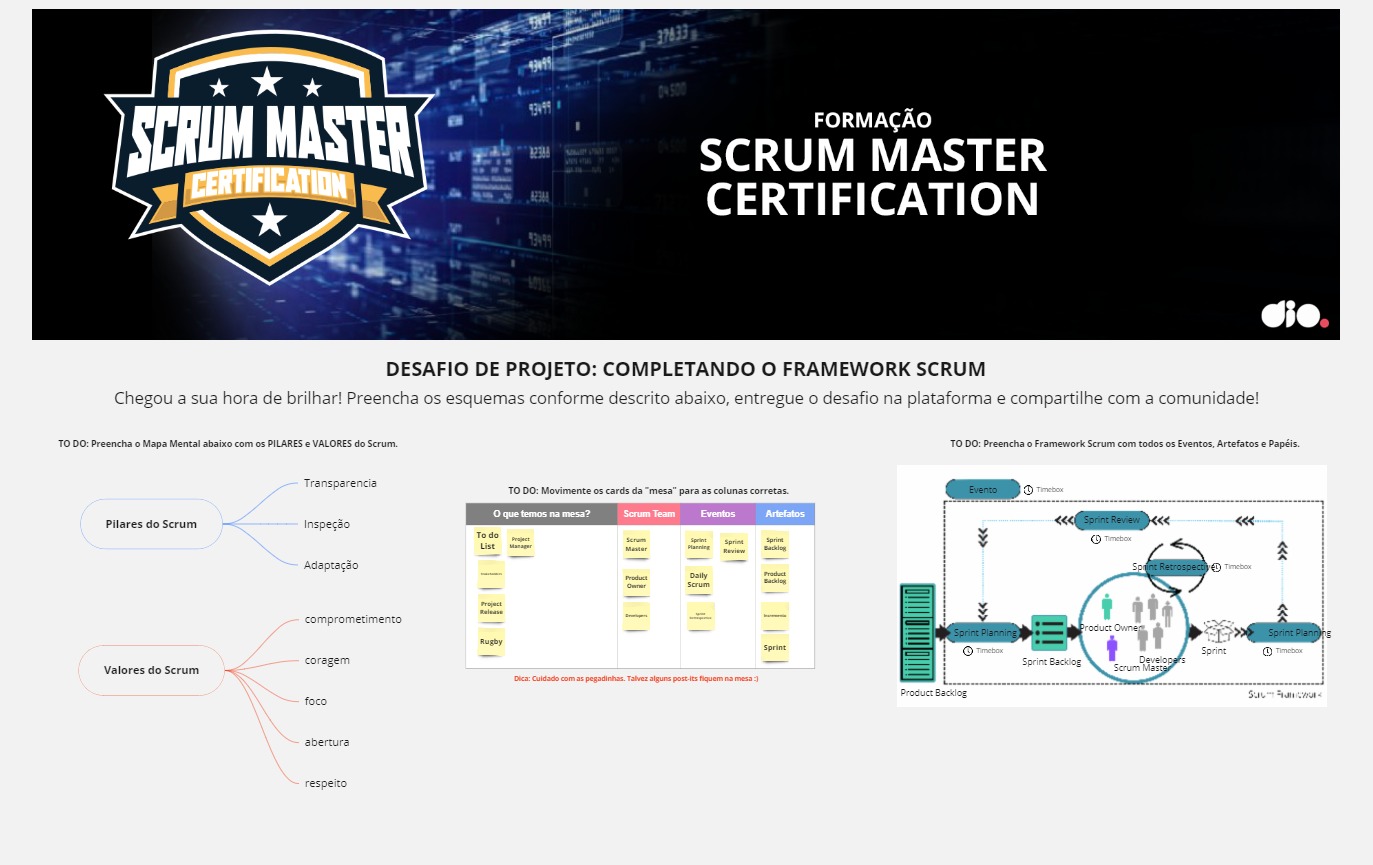 SCRUM MASTER
CERTIFICATION
FORMAÇÃO
SCRUM MASTER
CERTIFICATION
dio.
DESAFIO DE PROJETO: COMPLETANDO O FRAMEWORK SCRUM
Chegou a sua hora de brilhar! Preencha os esquemas conforme descrito abaixo, entregue o desafio na plataforma e compartilhe com a comunidade!
TO DO: Preencha o Mapa Mental abaixo com os PILARES e VALORES do Scrum.
Pilares do Scrum
Transparencia
Inspeção
Adaptação
Valores do Scrum
comprometimento
coragem
foco
abertura
respeito
TO DO: Movimente os cards da "mesa" para as colunas corretas.
O que temos na mesa?
Scrum Team
Eventos
Artefatos
To do
List
Project
Manager
Project
Release
Rugby
Scrum
Master
Product
Owner
Developers
Sprint
Planning
Sprint
Review
Daily
Scrum
Sprint
Retrospective
Sprint
Backlog
Product
Backlog
Incremento
Sprint
Dica: Cuidado com as pegadinhas. Talvez alguns post-its fiquem na mesa :)
TO DO: Preencha o Framework Scrum com todos os Eventos, Artefatos e Papéis.
Evento
Timebox
Sprint Review
Timebox
Sprint Retrospective
Timebox
Product Owner
Sprint Planning
Timebox
Sprint Backlog
Developers
Scrum Master
Sprint
Sprint Planning
Timebox
Product Backlog
Scrum Framework